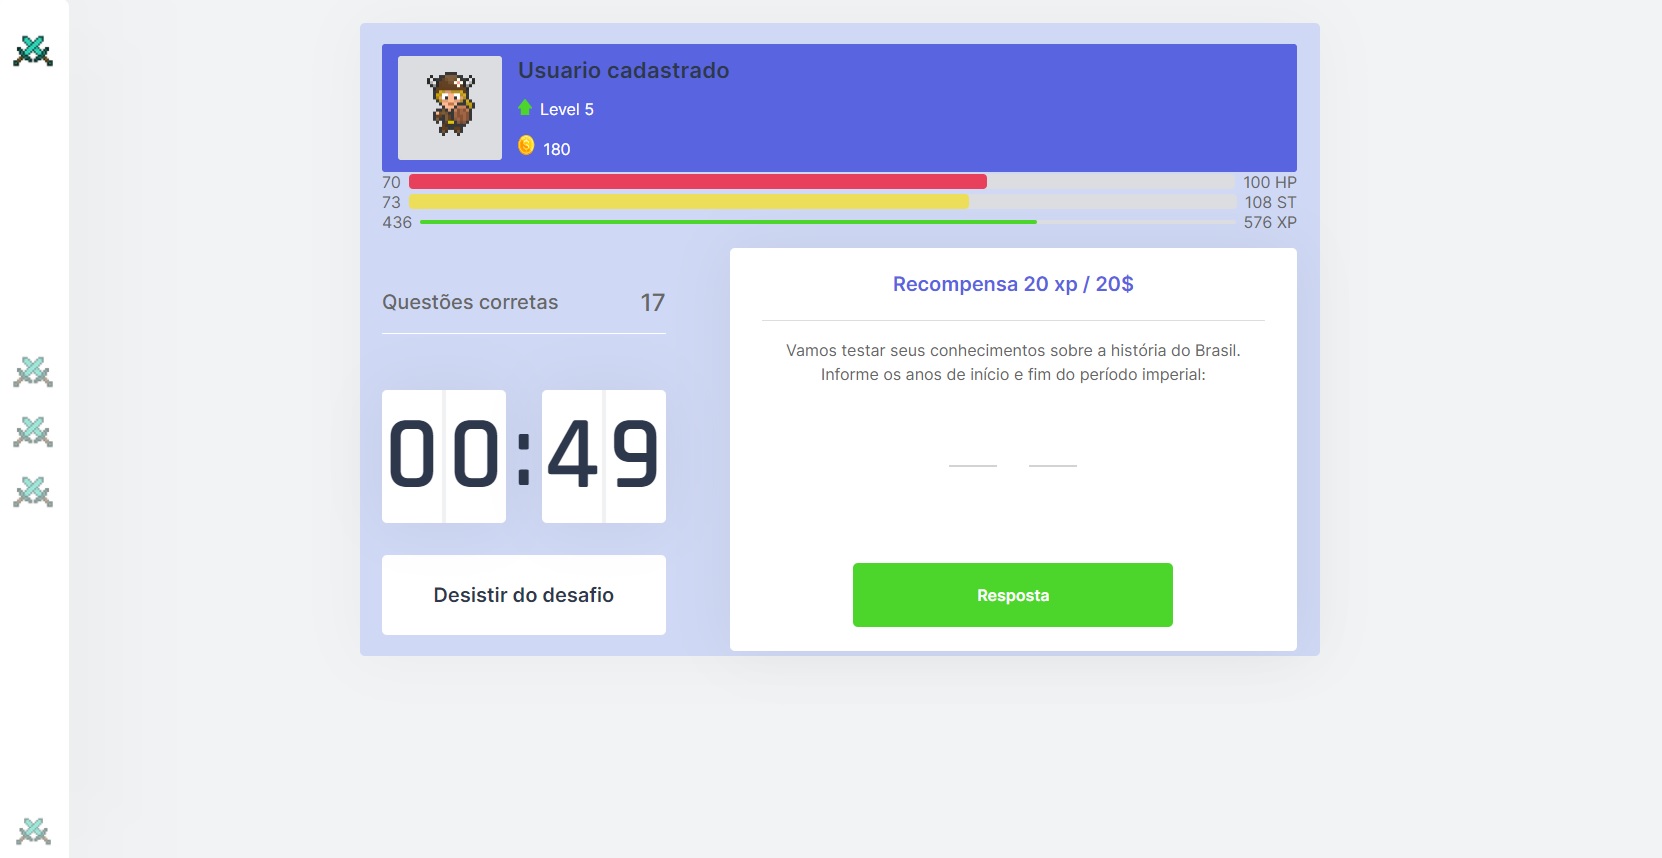 Usuario cadastrado
Level 5
180
70 100 HP
73 108 ST
436 576 XP
Questões corretas 17
00:49
Desistir do desafio
Recompensa 20 xp / 20$
Vamos testar seus conhecimentos sobre a história do Brasil.
Informe os anos de início e fim do período imperial:
Resposta